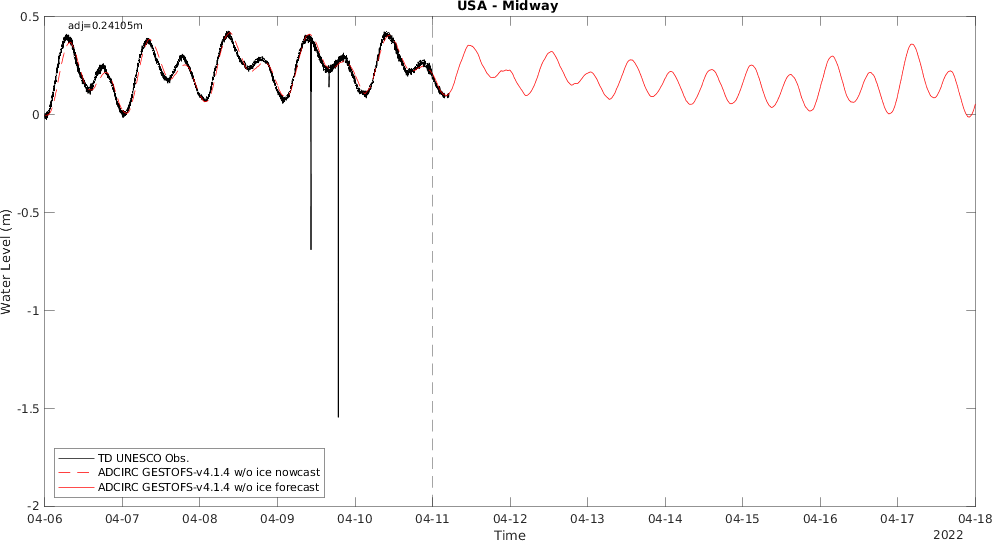 USA - Midway
adj=0.24105m
0.5
0
-0.5
-1
-1.5
-2
Water Level (m)
TD UNESCO Obs.
ADCIRC GESTOFS-v4.1.4 w/o ice nowcast
ADCIRC GESTOFS-v4.1.4 w/o ice forecast
04-06 04-07 04-08 04-09 04-10 04-11 04-12 04-13 04-14 04-15 04-16 04-17 04-18
Time
2022